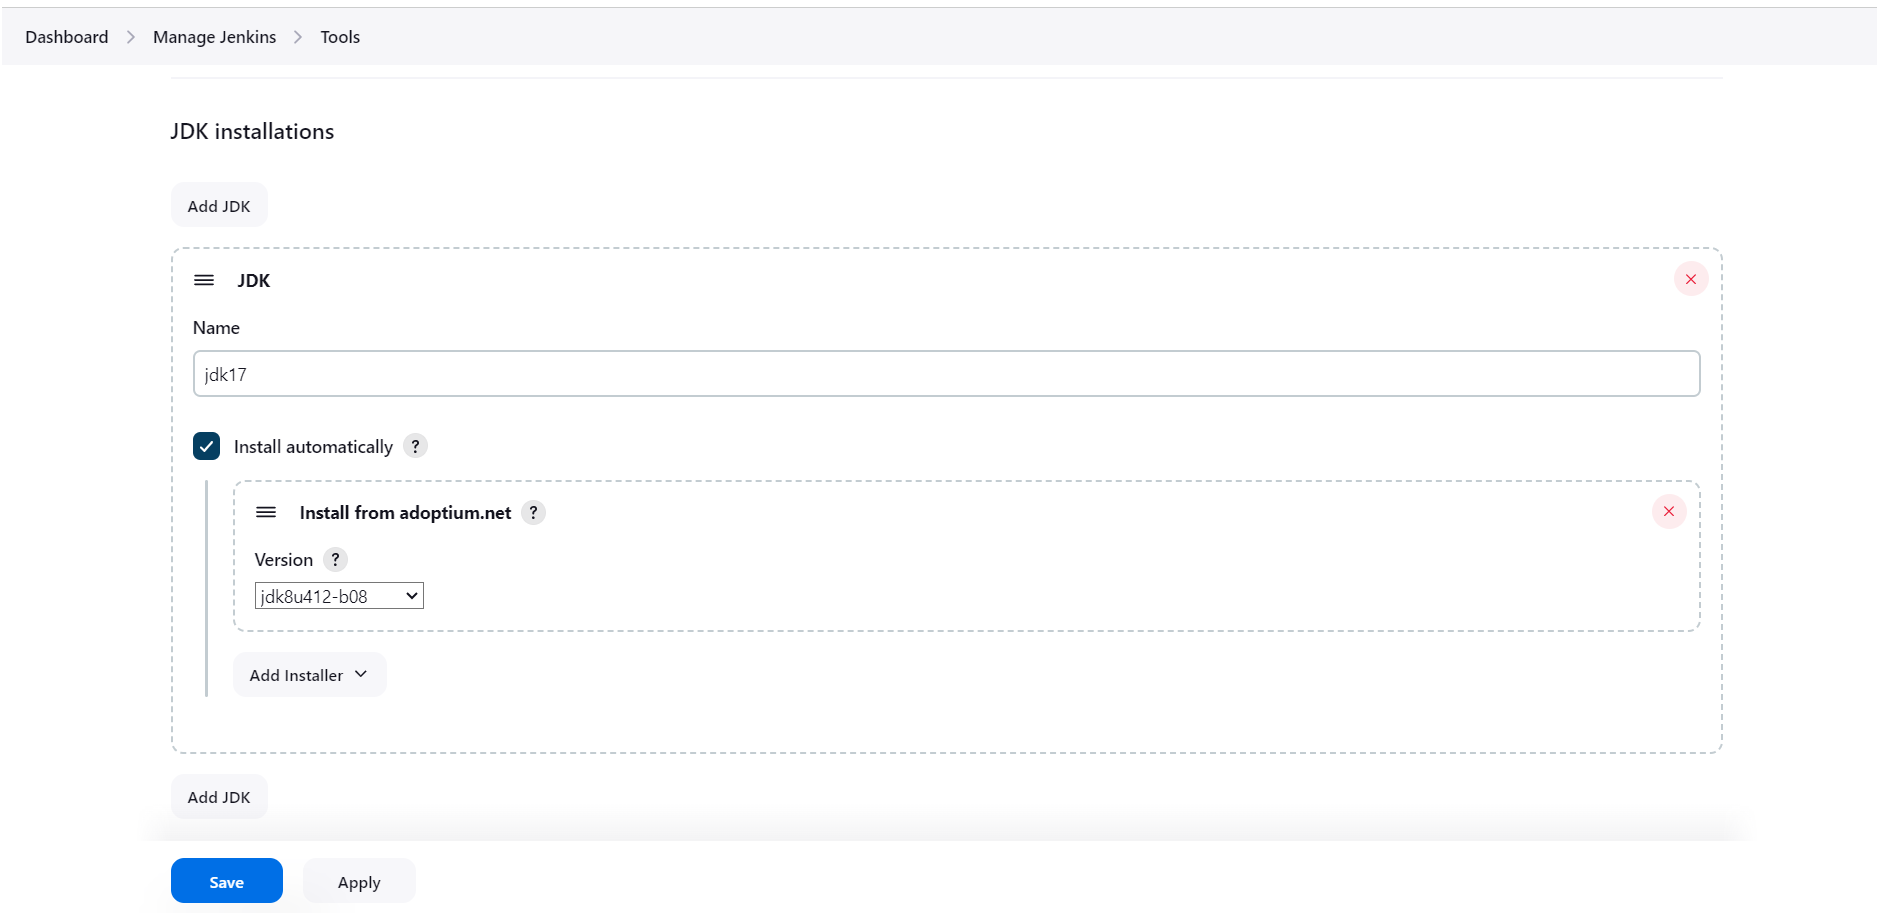 Dashboard > Manage Jenkins > Tools
JDK installations
Add JDK
JDK
Name
jdk17
Install automatically ?
Install from adoptium.net ?
Version ?
jdk8u412-b08
Add Installer
Add JDK
Save Apply